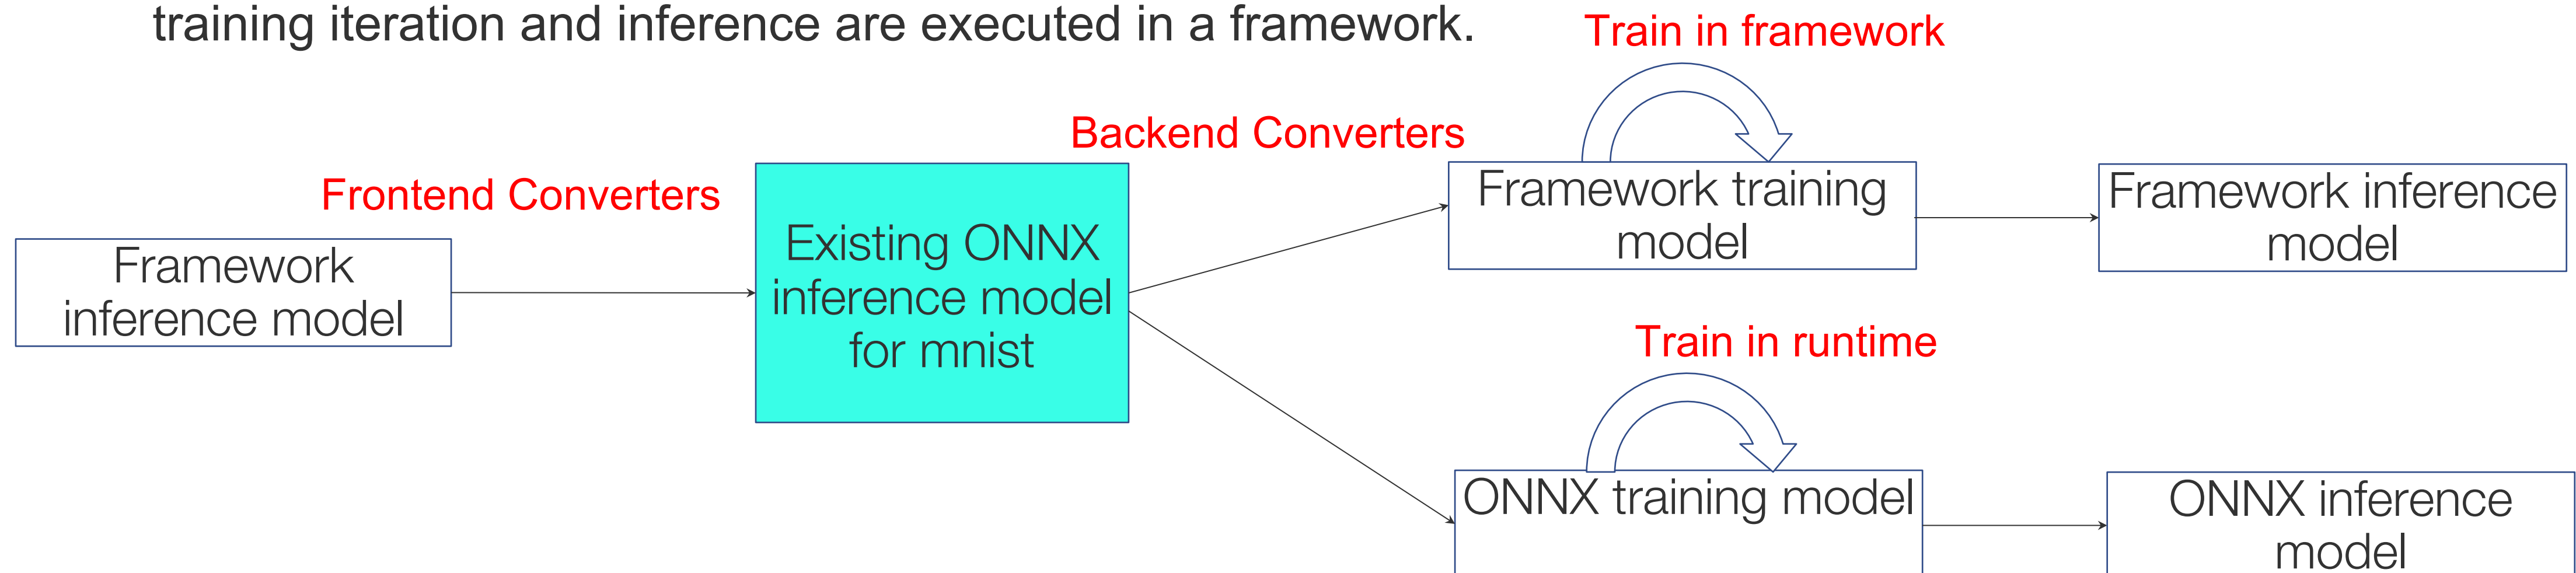 training iteration and inference are executed in a framework.
Train in framework
Backend Converters
Frontend Converters
Framework
inference model
Existing ONNX
inference model
for mnist
Framework training
model
Framework inference
model
Train in runtime
ONNX training model
ONNX inference
model